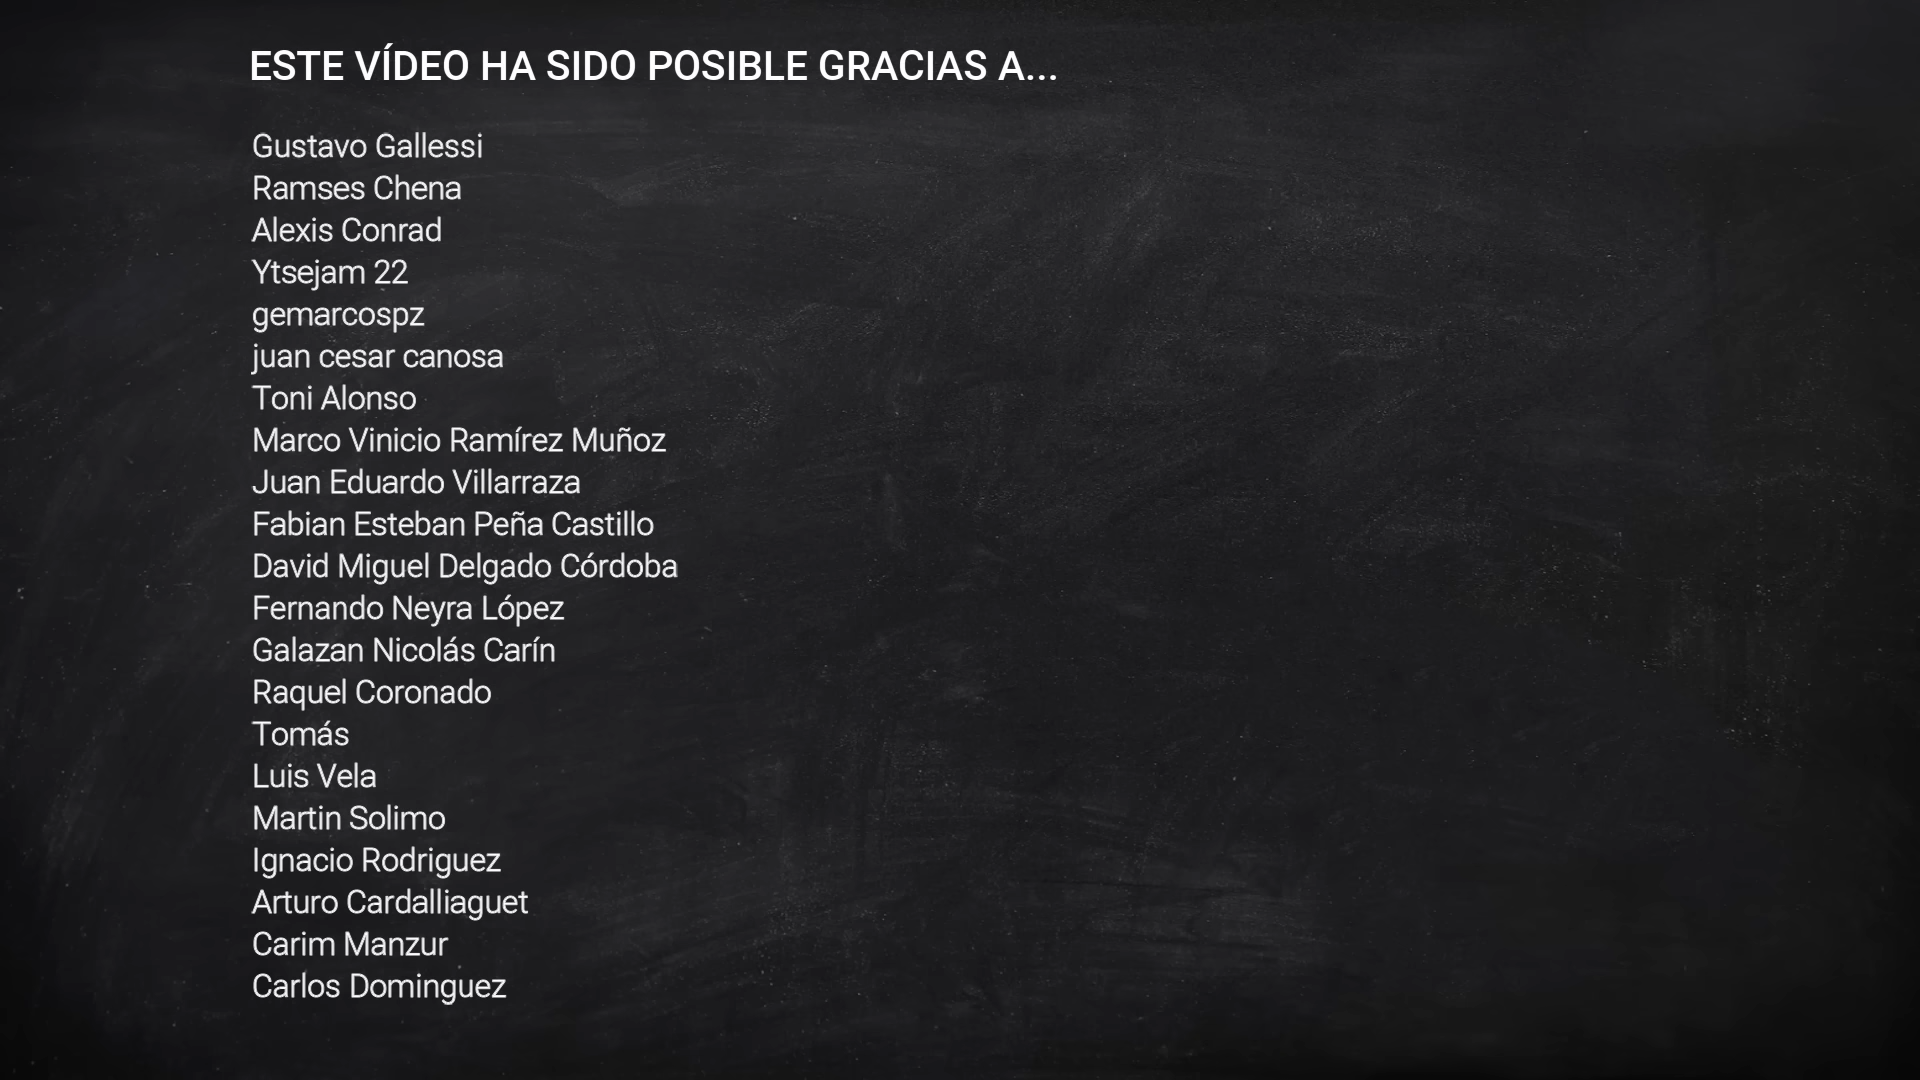 ESTE VÍDEO HA SIDO POSIBLE GRACIAS A...
Gustavo Gallessi
Ramses Chena
Alexis Conrad
Ytsejam 22
gemarcospz
juan cesar canosa
Toni Alonso
Marco Vinicio Ramírez Muñoz
Juan Eduardo Villarraza
Fabian Esteban Peña Castillo
David Miguel Delgado Córdoba
Fernando Neyra López
Galazan Nicolás Carín
Raquel Coronado
Tomás
Luis Vela
Martin Solimo
Ignacio Rodriguez
Arturo Cardalliaguet
Carim Manzur
Carlos Dominguez